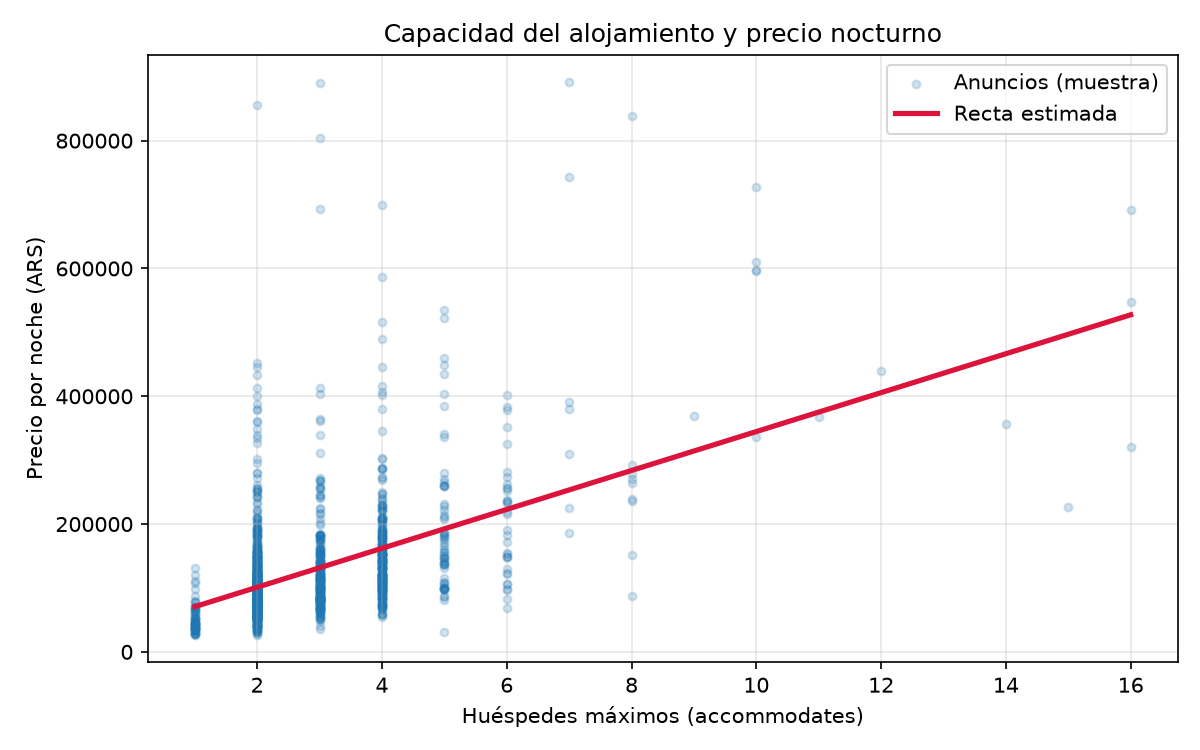 Capacidad del alojamiento y precio nocturno
Anuncios (muestra)
Recta estimada
Precio por noche (ARS)
800000
600000
400000
200000
0
2 4 6 8 10 12 14 16
Huéspedes máximos (accommodates)